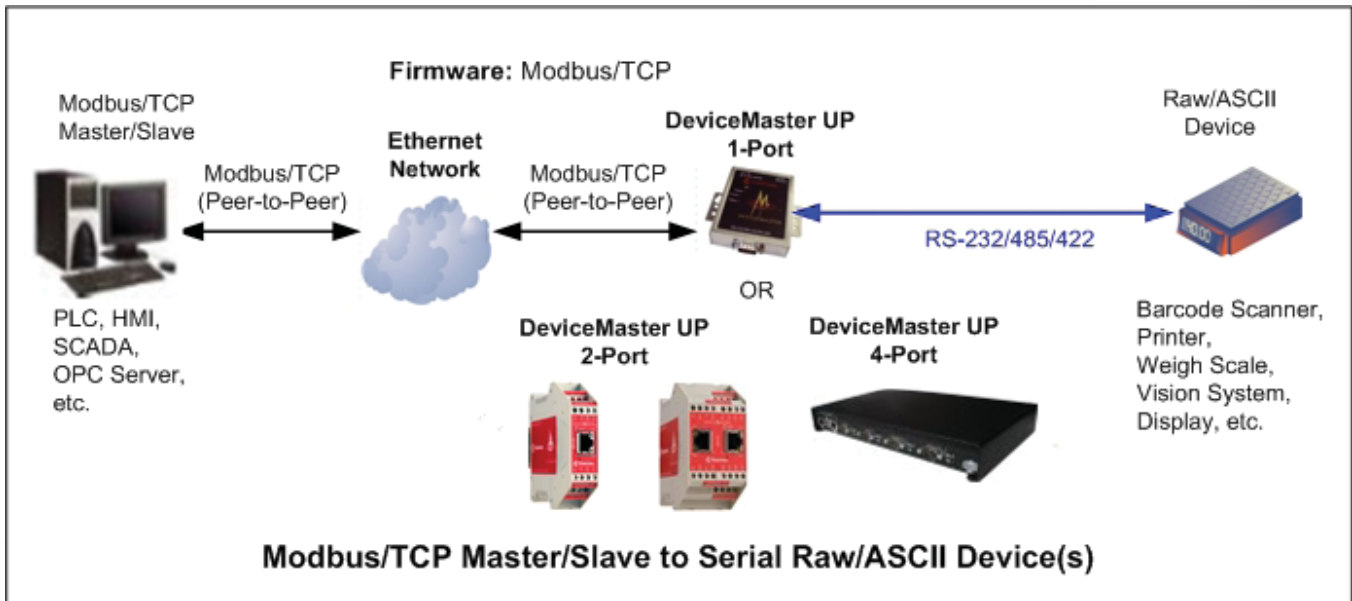 Firmware: Modbus/TCP
Modbus/TCP
Master/Slave
Modbus/TCP
(Peer-to-Peer)
Ethernet
Network
Modbus/TCP
(Peer-to-Peer)
DeviceMaster UP
1-Port
RS-232/485/422
Raw/ASCII
Device
PLC, HMI,
SCADA,
OPC Server,
etc.
OR
DeviceMaster UP
2-Port
DeviceMaster UP
4-Port
Barcode Scanner,
Printer,
Weigh Scale,
Vision System,
Display, etc.
Modbus/TCP Master/Slave to Serial Raw/ASCII Device(s)